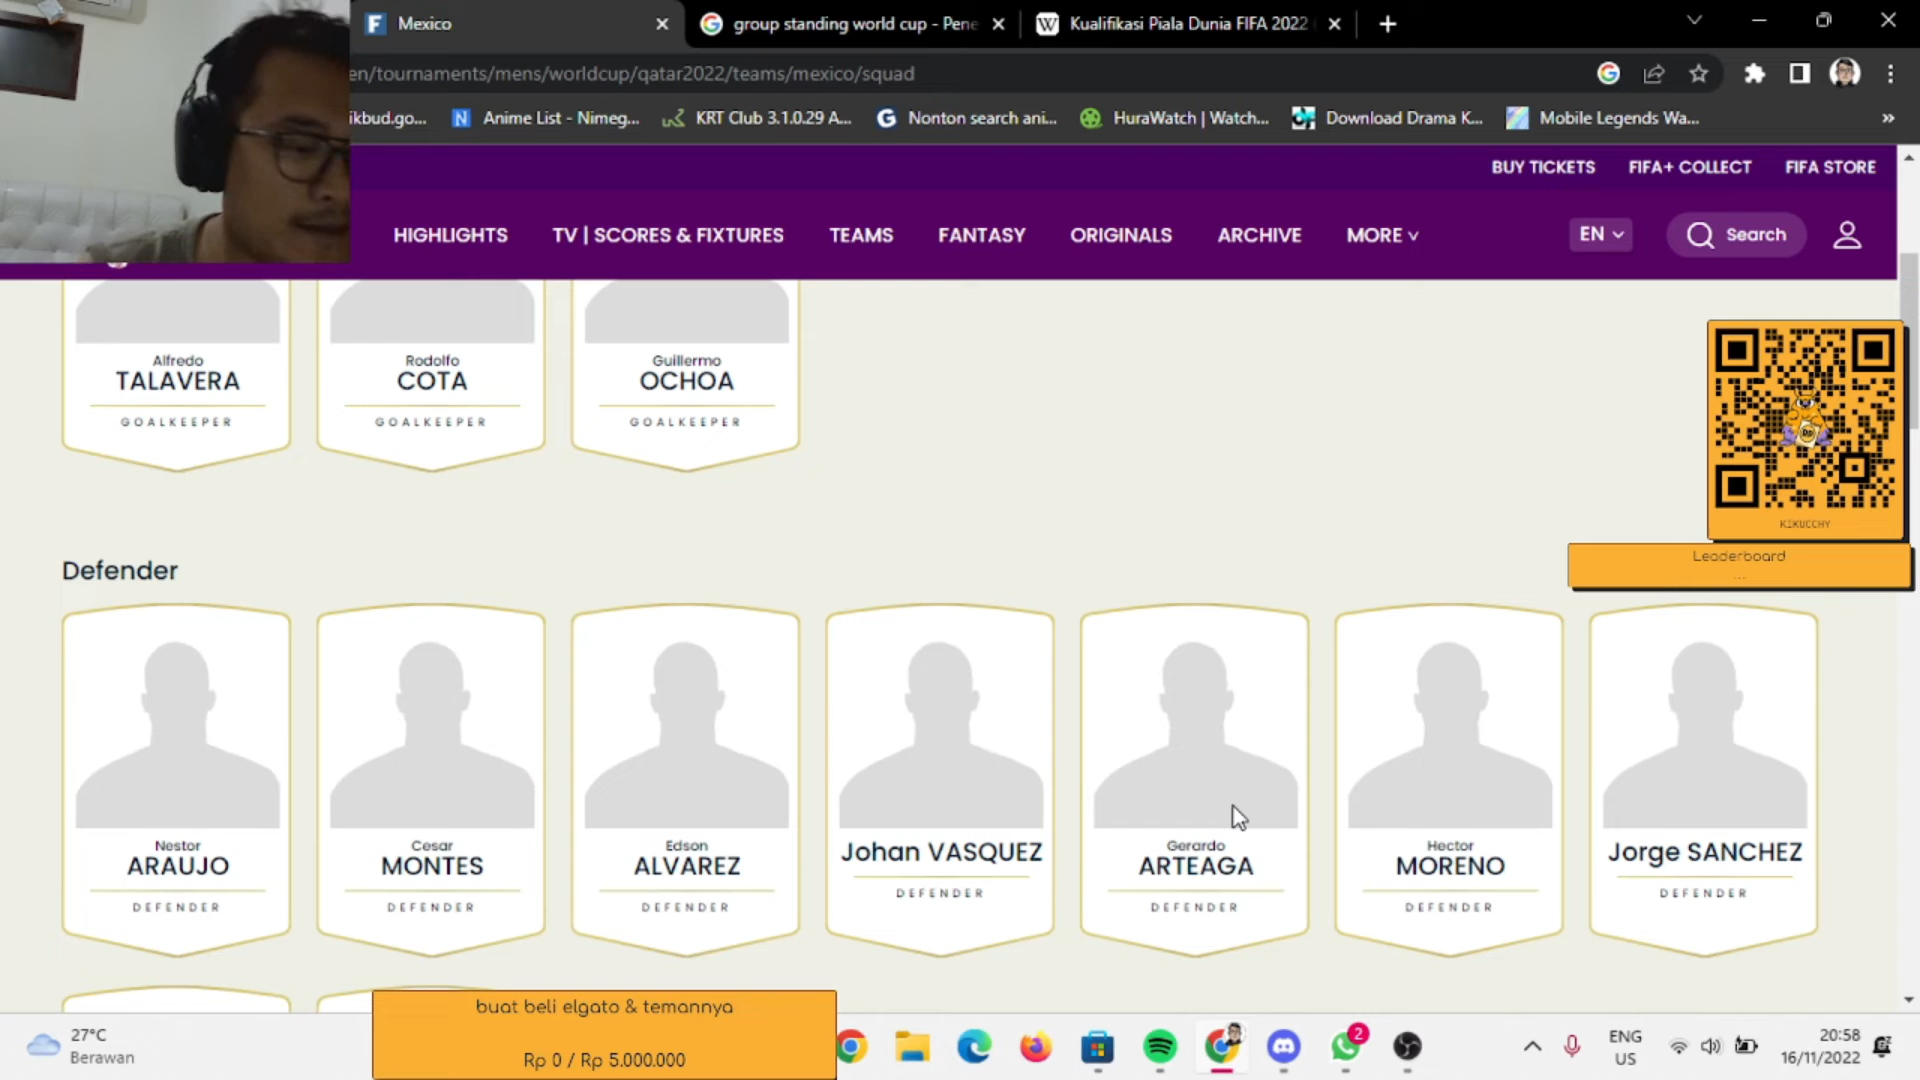 Mexico
group standing world cup - Pene
Kualifikasi Piala Dunia FIFA 2022
en/tournaments/mens/worldcup/qatar2022/teams/mexico/squad
ikbud.go...
Anime List - Nimeg...
KRT Club 3.1.0.29 A...
Nonton search ani...
HuraWatch | Watch...
Download Drama K...
Mobile Legends Wa...
BUY TICKETS
FIFA+ COLLECT
FIFA STORE
HIGHLIGHTS
TV | SCORES & FIXTURES
TEAMS
FANTASY
ORIGINALS
ARCHIVE
MORE
EN
Search
Alfredo
TALAVERA
GOALKEEPER
Rodolfo
COTA
GOALKEEPER
Guillermo
OCHOA
GOALKEEPER
KIKUCCHY
Leaderboard
...
Defender
Nestor
ARAUJO
DEFENDER
Cesar
MONTES
DEFENDER
Edson
ALVAREZ
DEFENDER
Johan VASQUEZ
DEFENDER
Gerardo
ARTEAGA
DEFENDER
Hector
MORENO
DEFENDER
Jorge SANCHEZ
DEFENDER
buat beli elgato & temannya
Rp 0 / Rp 5.000.000
27°C
Berawan
2
ENG
US
20:58
16/11/2022